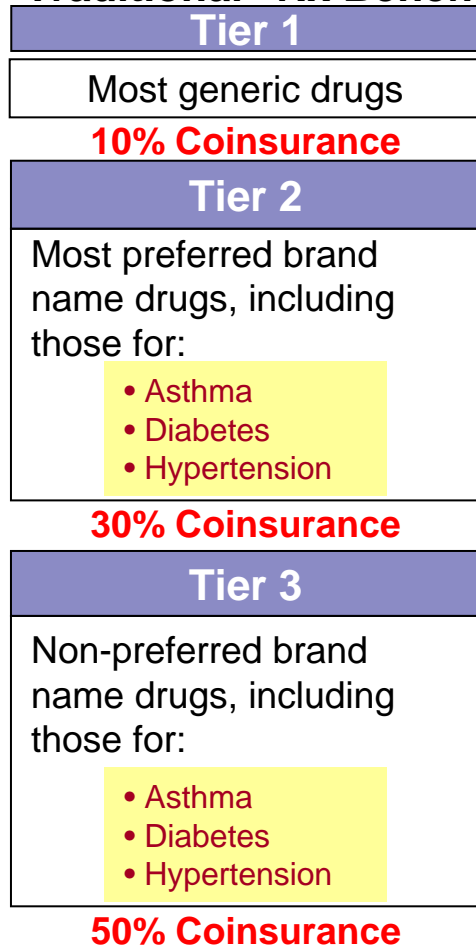 Tier 1
Most generic drugs
10% Coinsurance
Tier 2
Most preferred brand
name drugs, including
those for:
• Asthma
• Diabetes
• Hypertension
30% Coinsurance
Tier 3
Non-preferred brand
name drugs, including
those for:
• Asthma
• Diabetes
• Hypertension
50% Coinsurance